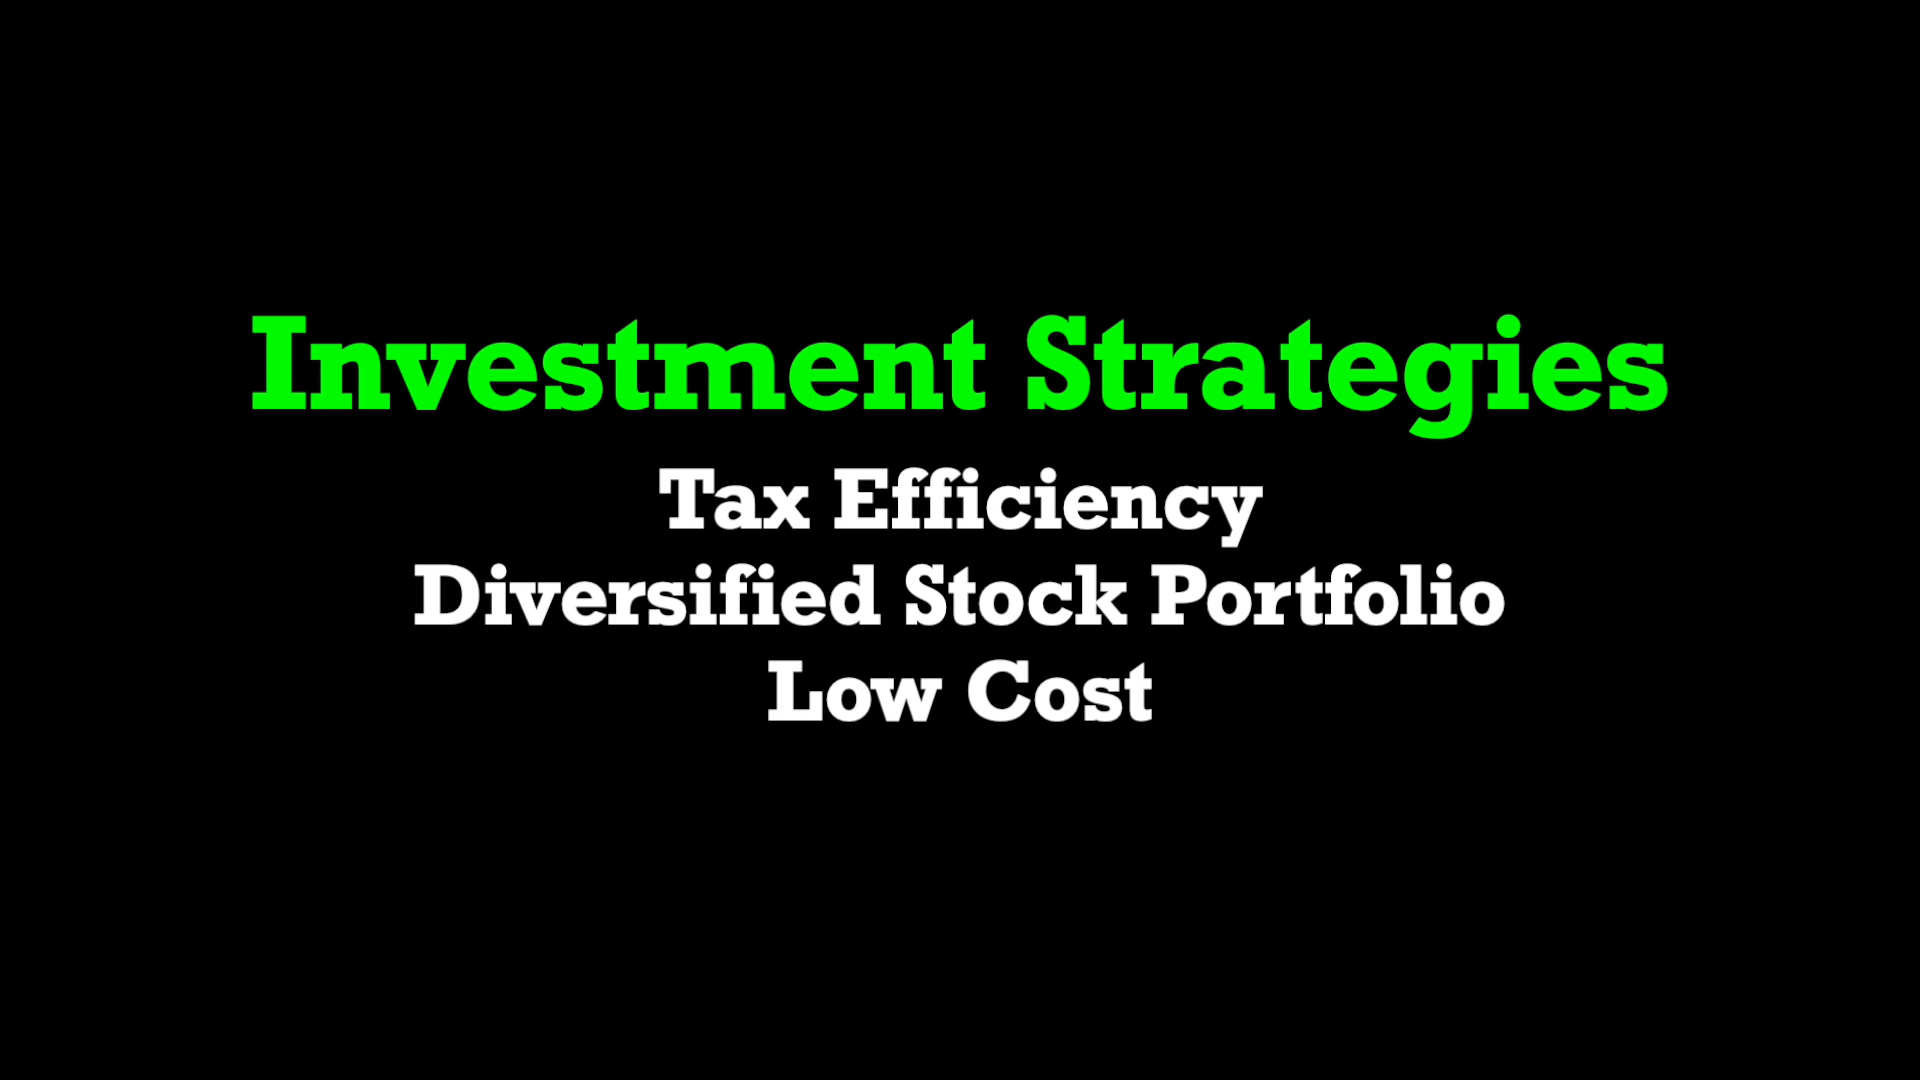 Investment Strategies
Tax Efficiency
Diversified Stock Portfolio
Low Cost